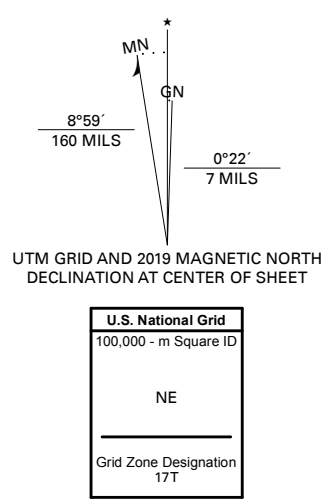 MN
GN
8°59´
160 MILS
0°22´
7 MILS
UTM GRID AND 2019 MAGNETIC NORTH
DECLINATION AT CENTER OF SHEET
U.S. National Grid
100,000 - m Square ID
NE
Grid Zone Designation
17T